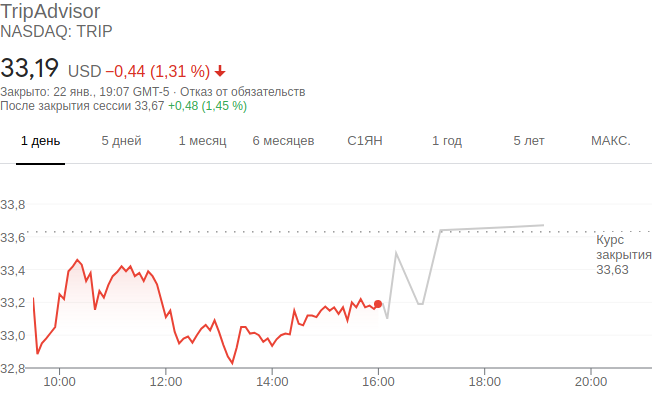 TripAdvisor
NASDAQ: TRIP
33,19 USD −0,44 (1,31 %)
Закрыто: 22 янв., 19:07 GMT-5 · Отказ от обязательств
После закрытия сессии 33,67 +0,48 (1,45 %)
1 день 5 дней 1 месяц 6 месяцев С1ЯН 1 год 5 лет МАКС.
33,8
33,6
Курс
закрытия
33,63
33,4
33,2
33,0
32,8
10:00 12:00 14:00 16:00 18:00 20:00